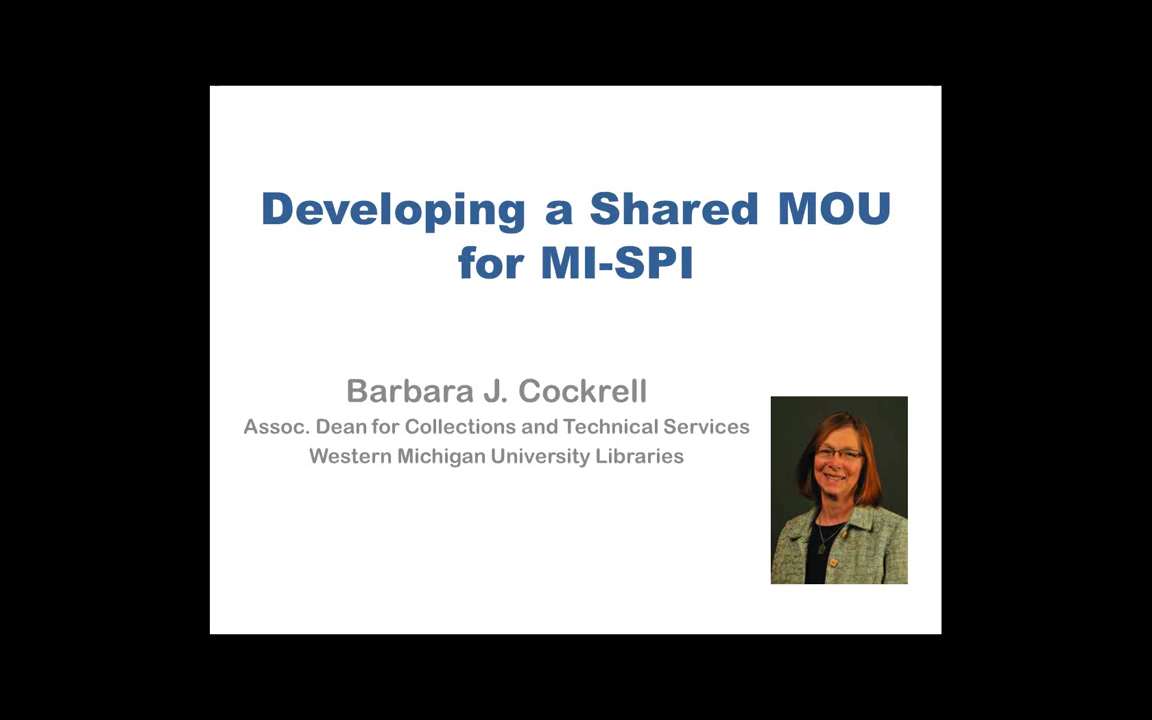 Developing a Shared MOU
for MI-SPI
Barbara J. Cockrell
Assoc. Dean for Collections and Technical Services
Western Michigan University Libraries